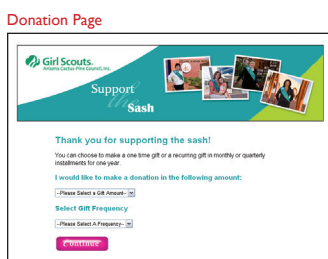 Donation Page
Girl Scouts.
Arizona Cactus-Pine Council, Inc.
Support
the
Sash
Thank you for supporting the sash!
You can choose to make a one time gift or a recurring gift in monthly or quarterly
installments for one year.
I would like to make a donation in the following amount:
--Please Select a Gift Amount--
Select Gift Frequency
--Please Select A Frequency--
Continue